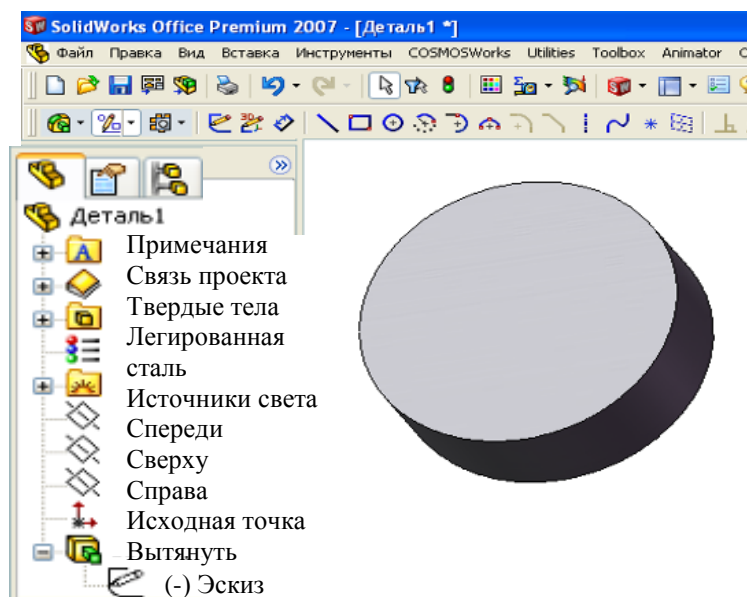 SolidWorks Office Premium 2007 - [Деталь1 *]
Файл Правка Вид Вставка Инструменты COSMOSWorks Utilities Toolbox Animator
Деталь1
Примечания
Связь проекта
Твердые тела
Легированная
сталь
Источники света
Спереди
Сверху
Справа
Исходная точка
Вытянуть
(-) Эскиз